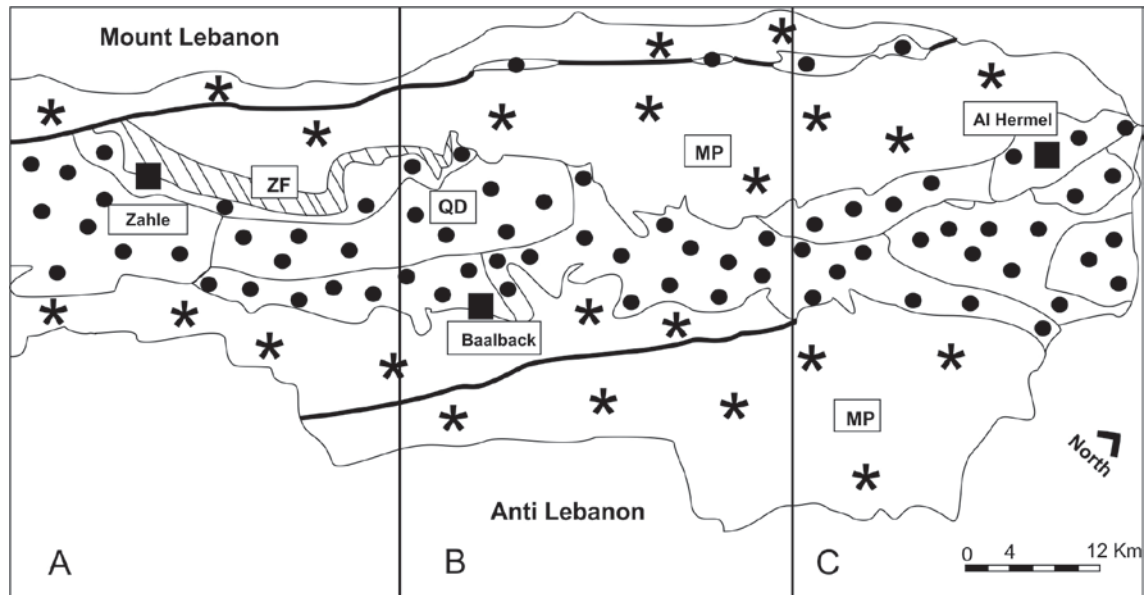 Mount Lebanon
Al Hermel
MP
ZF
QD
Zahle
Baalback
MP
North
Anti Lebanon
A
B
C
0 4 12 Km